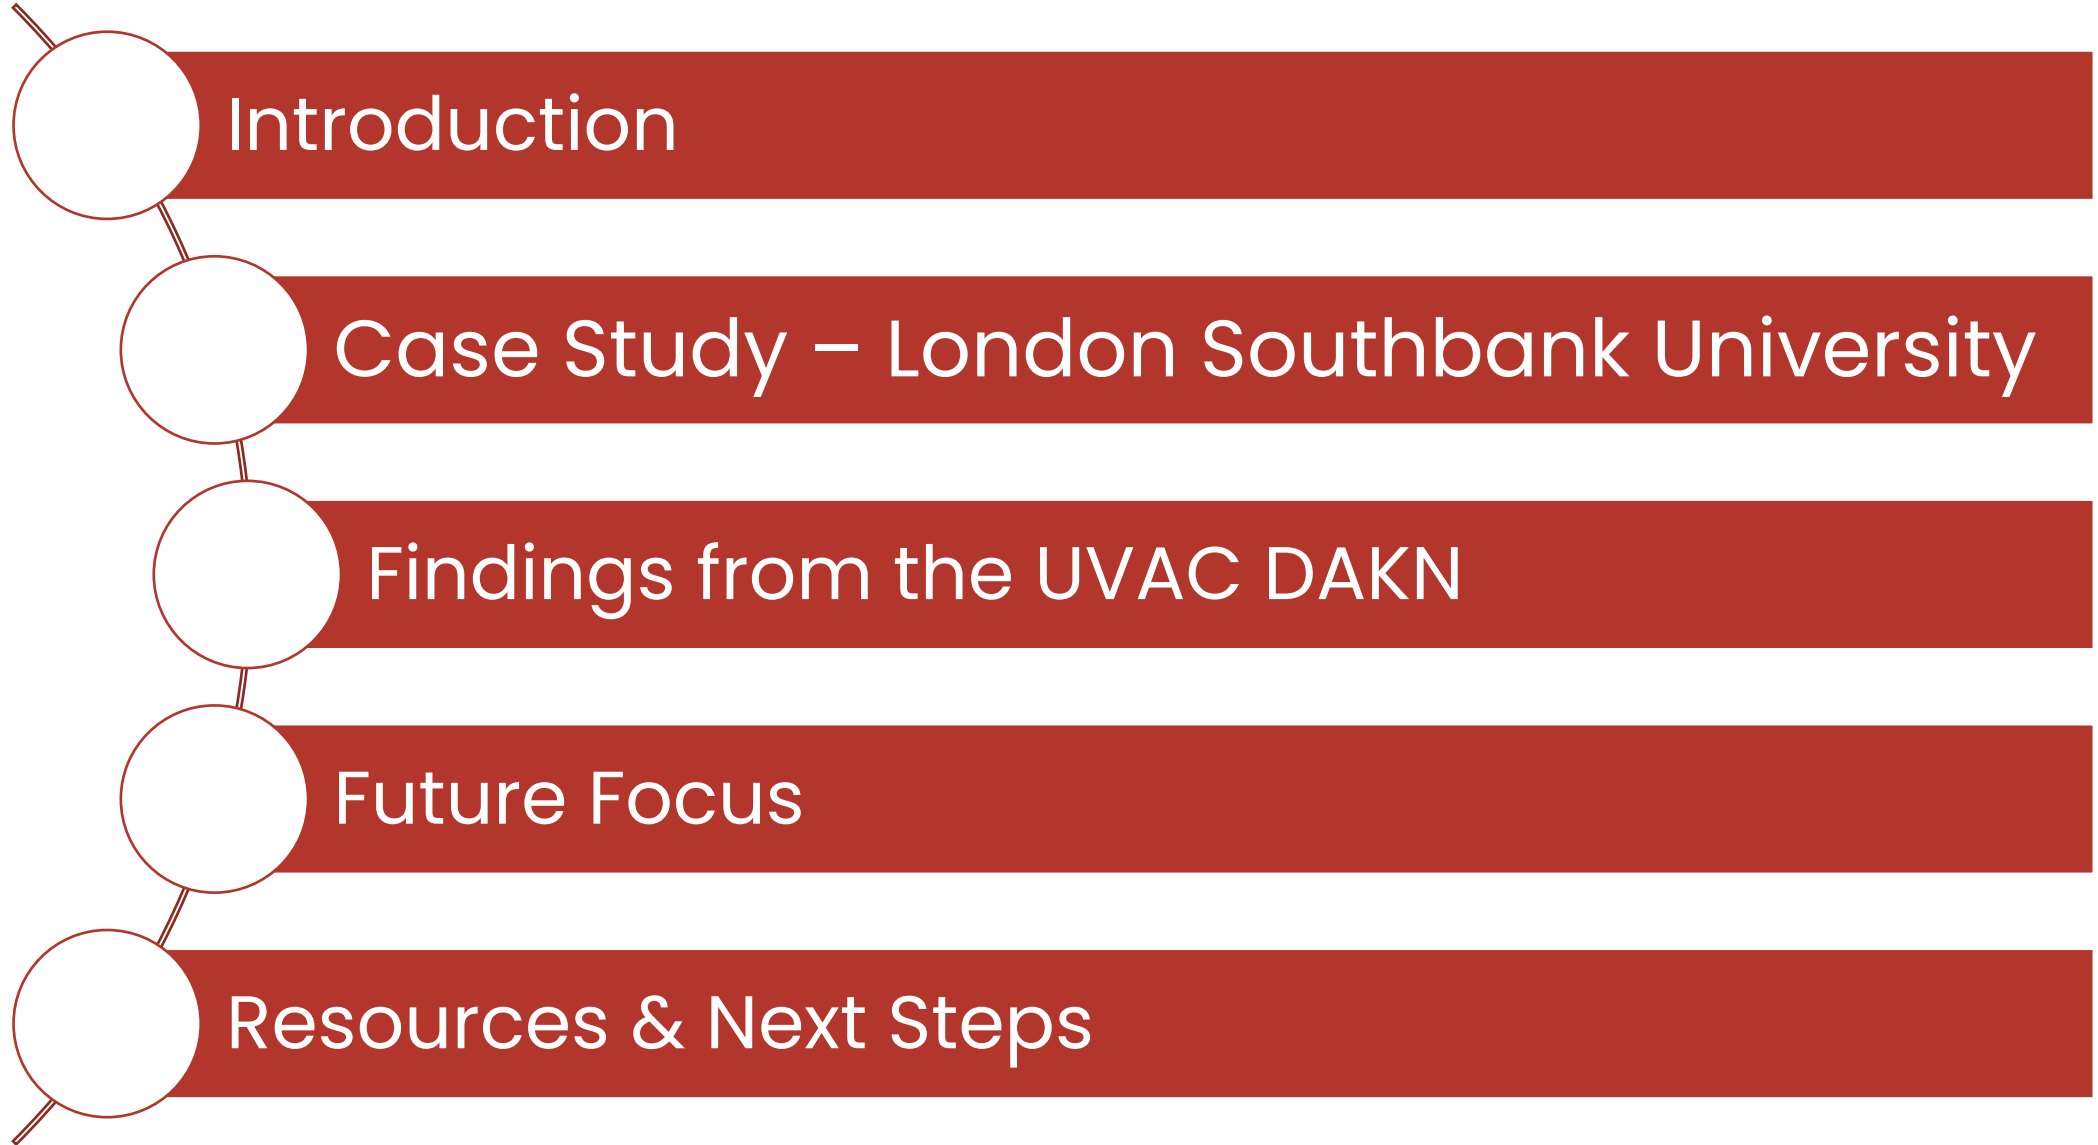 Introduction
Case Study – London Southbank University
Findings from the UVAC DAKN
Future Focus
Resources & Next Steps